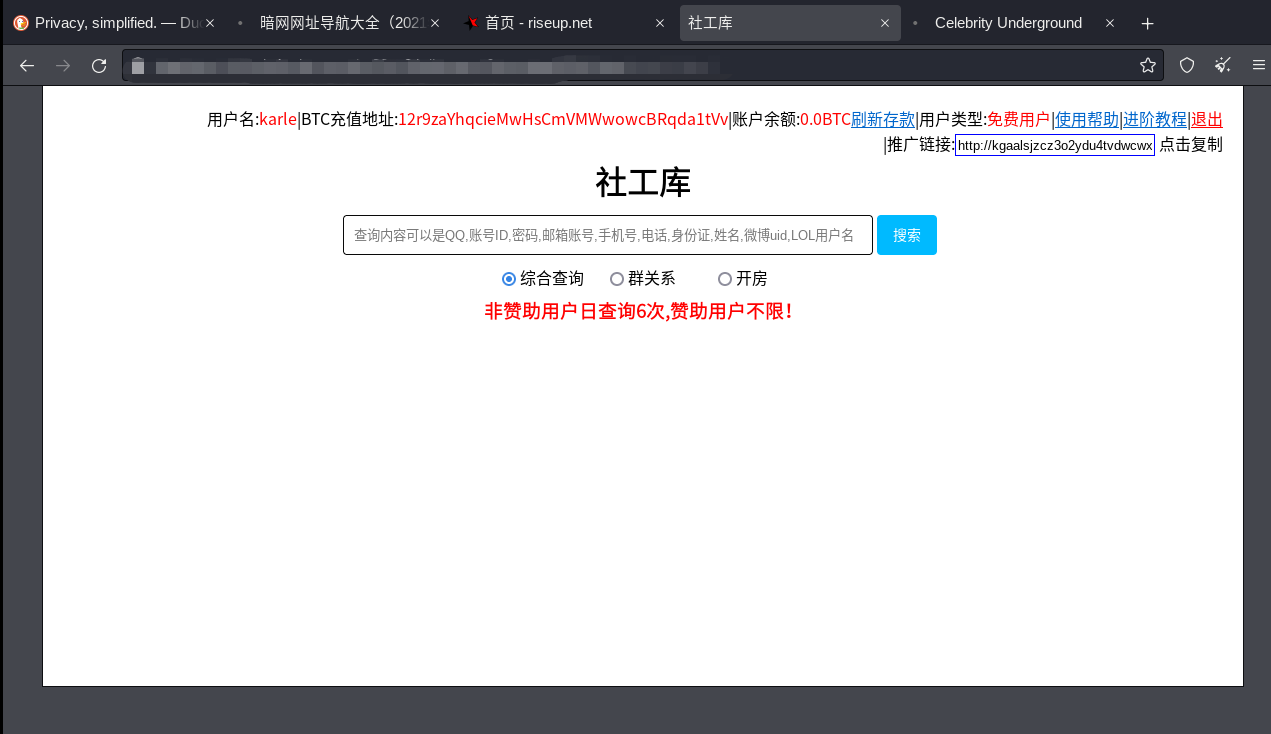 Privacy, simplified. — Du
暗网网址导航大全（2021
首页 - riseup.net
社工库
Celebrity Underground
用户名:karle|BTC充值地址:12r9zaYhqcieMwHsCmVMWwowcBRqda1tVv|账户余额:0.0BTC刷新存款|用户类型:免费用户|使用帮助|进阶教程|退出
|推广链接:http://kgaalsjzcz3o2ydu4tvdwcwx 点击复制
社工库
查询内容可以是QQ,账号ID,密码,邮箱账号,手机号,电话,身份证,姓名,微博uid,LOL用户名 搜索
综合查询 群关系 开房
非赞助用户日查询6次,赞助用户不限！